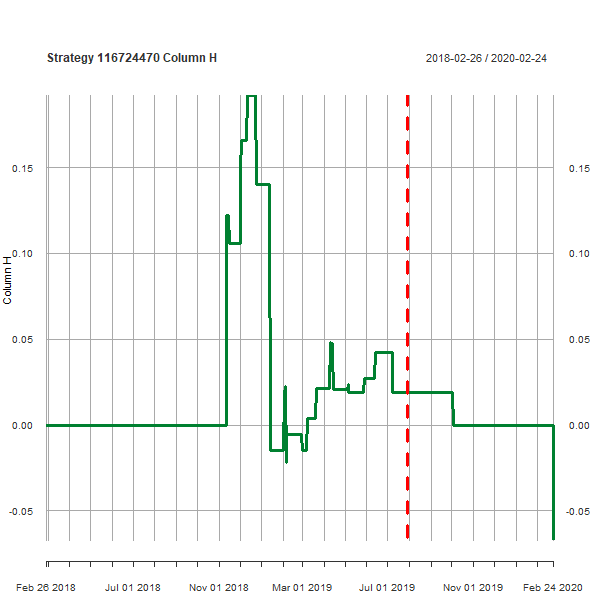 Strategy 116724470 Column H
2018-02-26 / 2020-02-24
0.15
0.15
0.10
0.10
Column H
0.05
0.05
0.00
0.00
-0.05
-0.05
Feb 26 2018
Jul 01 2018
Nov 01 2018
Mar 01 2019
Jul 01 2019
Nov 01 2019
Feb 24 2020